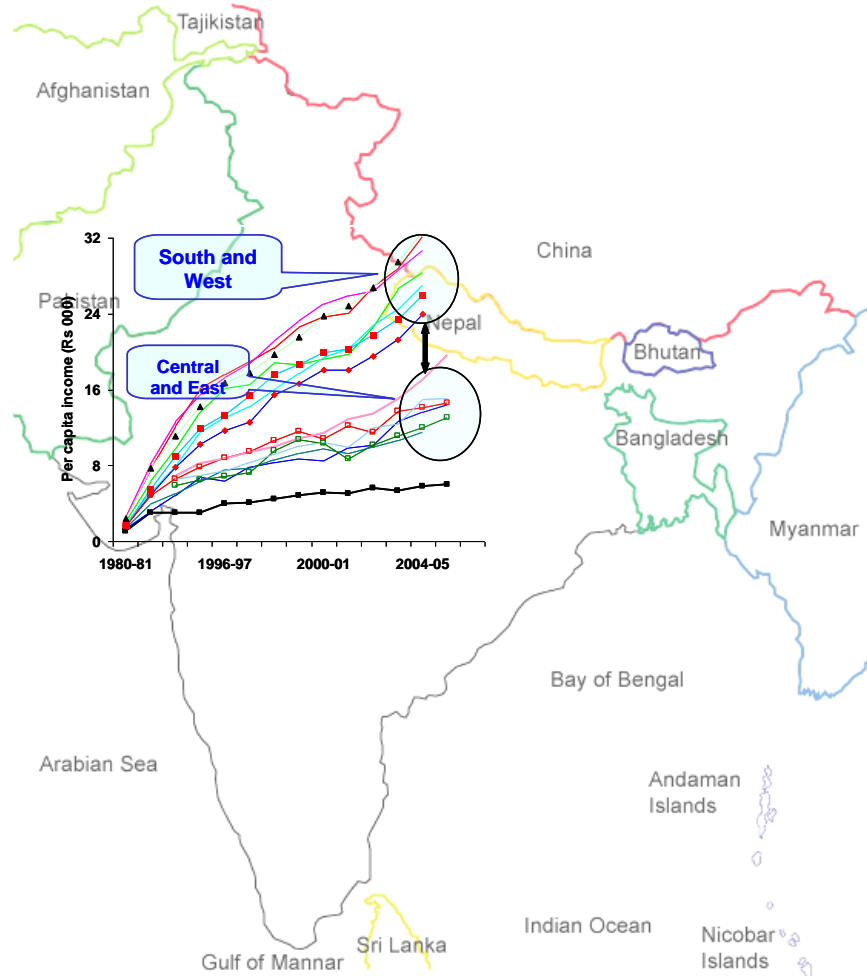 Tajikistan
Afghanistan
32
South and
West
China
Pakistan
Per capita income (Rs 000)
24
Nepal
Bhutan
Central
and East
16
Bangladesh
8
Myanmar
0
1980-81 1996-97 2000-01 2004-05
Bay of Bengal
Arabian Sea
Andaman
Islands
Indian Ocean
Nicobar
Islands
Sri Lanka
Gulf of Mannar